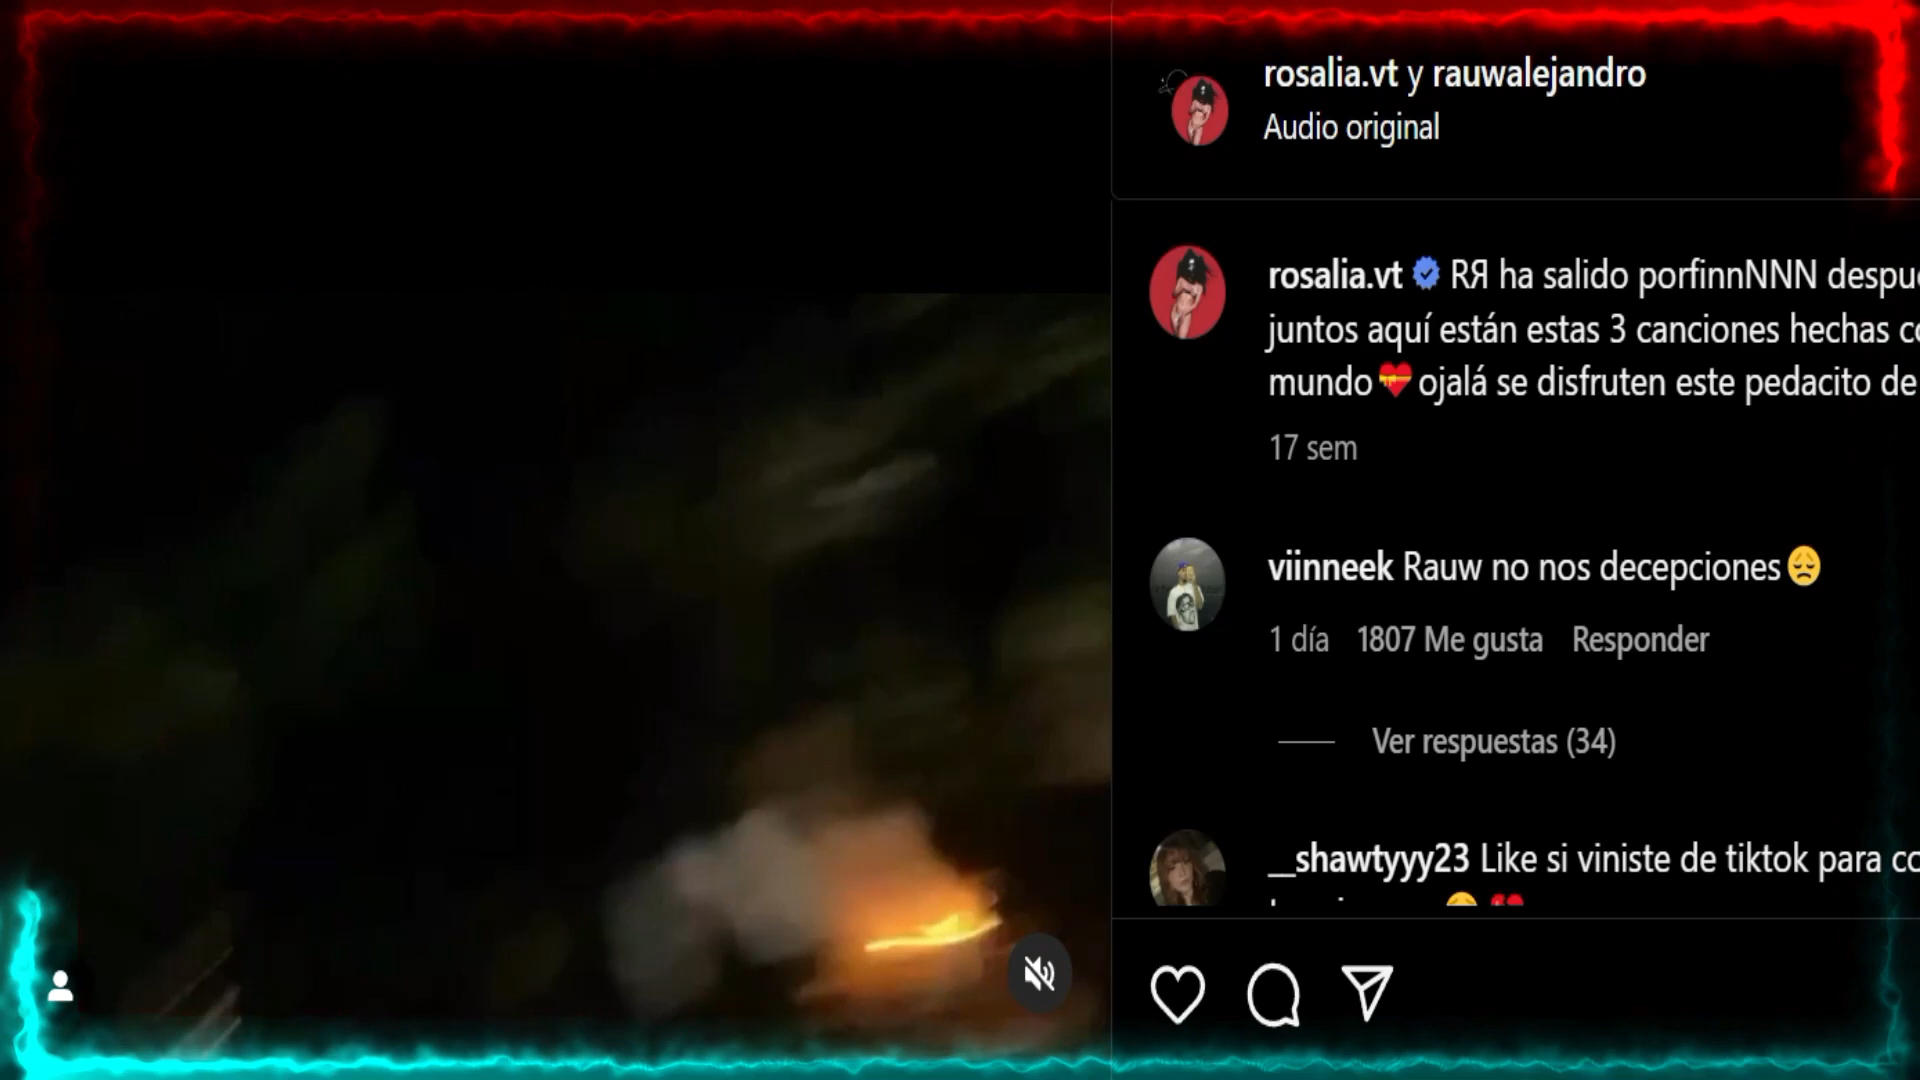 rosalia.vt y rauwalejandro
Audio original
rosalia.vt RЯ ha salido porfinnNNN
juntos aquí están estas 3 canciones hechas
mundo💝ojalá se disfruten este pedacito de
17 sem
viinneek Rauw no nos decepciones😞
1 día 1807 Me gusta Responder
Ver respuestas (34)
__shawtyyy23 Like si viniste de tiktok para